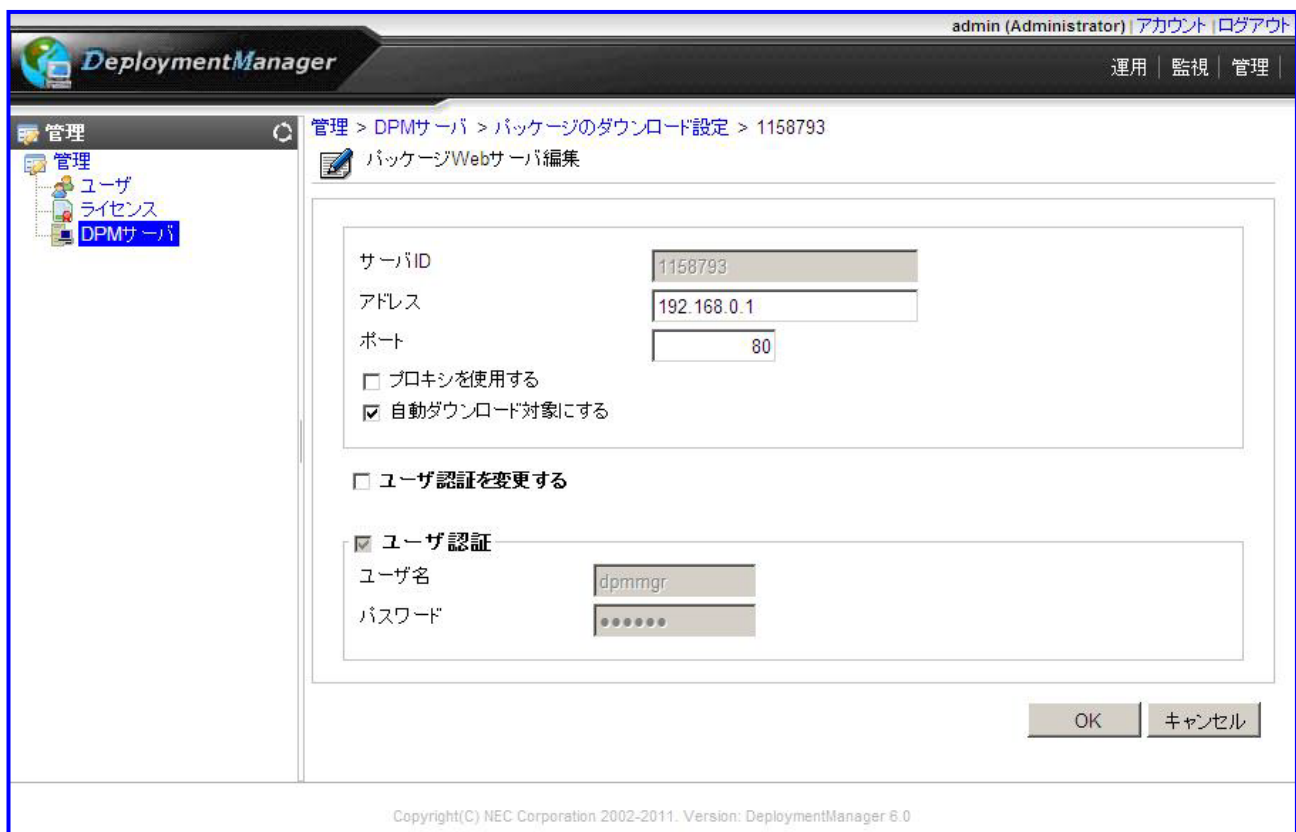 admin (Administrator) | アカウント | ログアウト
DeploymentManager
運用 | 監視 | 管理 |
管理
管理
ユーザ
ライセンス
DPMサーバ
管理 > DPMサーバ > パッケージのダウンロード設定 > 1158793
パッケージWebサーバ編集
サーバID 1158793
アドレス 192.168.0.1
ポート 80
プロキシを使用する
自動ダウンロード対象にする
ユーザ認証を変更する
ユーザ認証
ユーザ名 dpmmgr
パスワード ●●●●●●
OK キャンセル
Copyright(C) NEC Corporation 2002-2011. Version: DeploymentManager 6.0